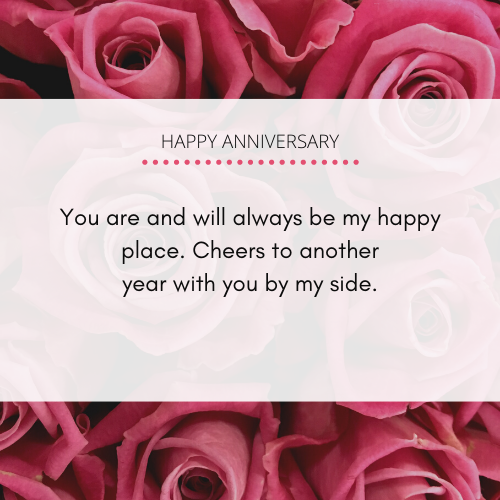 HAPPY ANNIVERSARY
You are and will always be my happy
place. Cheers to another
year with you by my side.